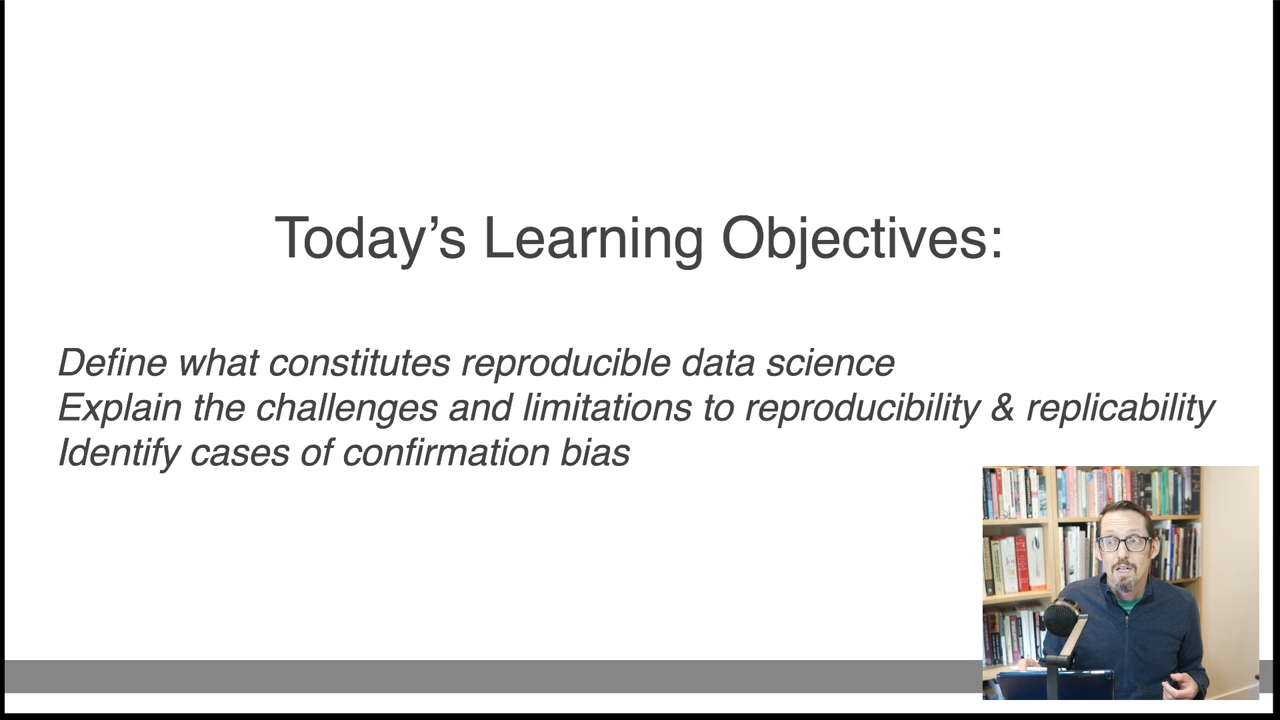 Today’s Learning Objectives:
Define what constitutes reproducible data science
Explain the challenges and limitations to reproducibility & replicability
Identify cases of confirmation bias